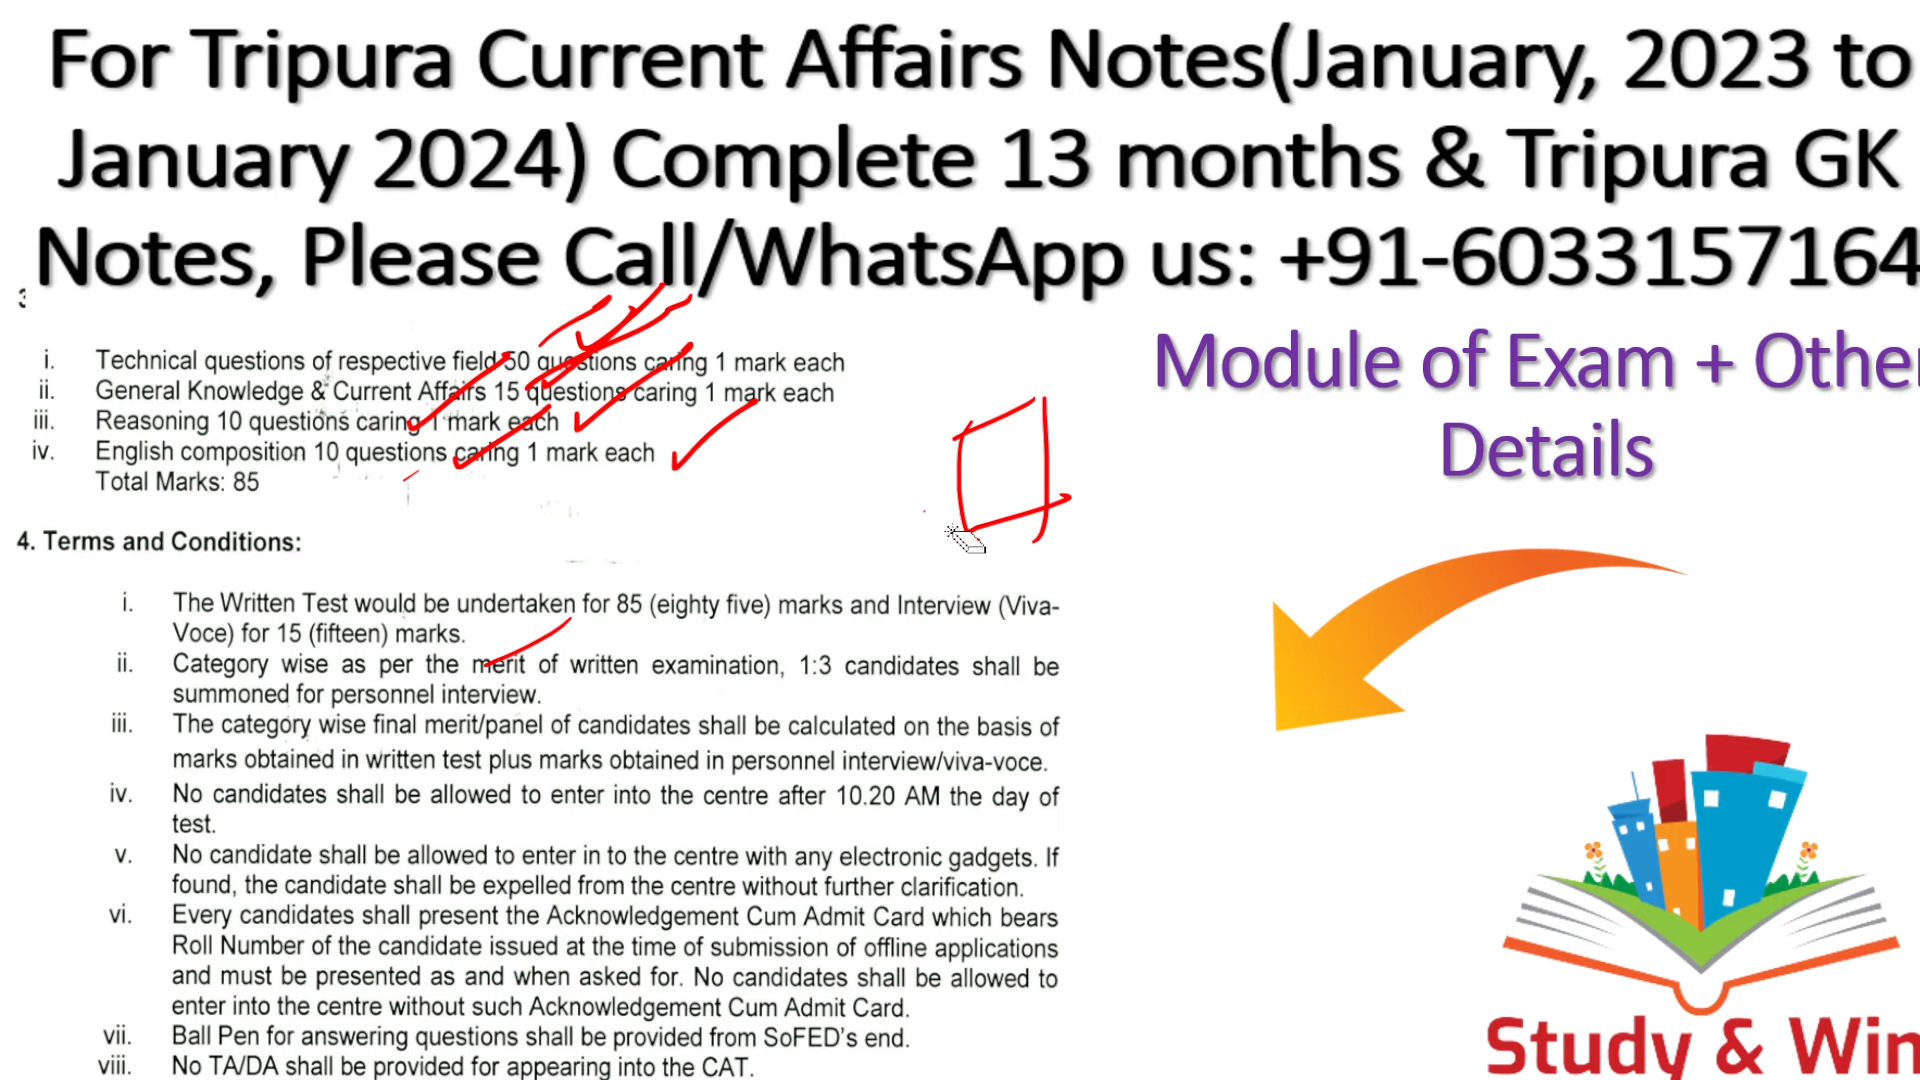 For Tripura Current Affairs Notes(January, 2023 to
January 2024) Complete 13 months & Tripura GK
Notes, Please Call/WhatsApp us: +91-6033157164
Module of Exam + Other
Details
i. Technical questions of respective field 50 questions caring 1 mark each
ii. General Knowledge & Current Affairs 15 questions caring 1 mark each
iii. Reasoning 10 questions caring 1 mark each
iv. English composition 10 questions caring 1 mark each
Total Marks: 85
4. Terms and Conditions:
i. The Written Test would be undertaken for 85 (eighty five) marks and Interview (Viva-
Voce) for 15 (fifteen) marks.
ii. Category wise as per the merit of written examination, 1:3 candidates shall be
summoned for personnel interview.
iii. The category wise final merit/panel of candidates shall be calculated on the basis of
marks obtained in written test plus marks obtained in personnel interview/viva-voce.
iv. No candidates shall be allowed to enter into the centre after 10.20 AM the day of
test.
v. No candidate shall be allowed to enter in to the centre with any electronic gadgets. If
found, the candidate shall be expelled from the centre without further clarification.
vi. Every candidates shall present the Acknowledgement Cum Admit Card which bears
Roll Number of the candidate issued at the time of submission of offline applications
and must be presented as and when asked for. No candidates shall be allowed to
enter into the centre without such Acknowledgement Cum Admit Card.
vii. Ball Pen for answering questions shall be provided from SoFED's end.
viii. No TA/DA shall be provided for appearing into the CAT.
Study & Win